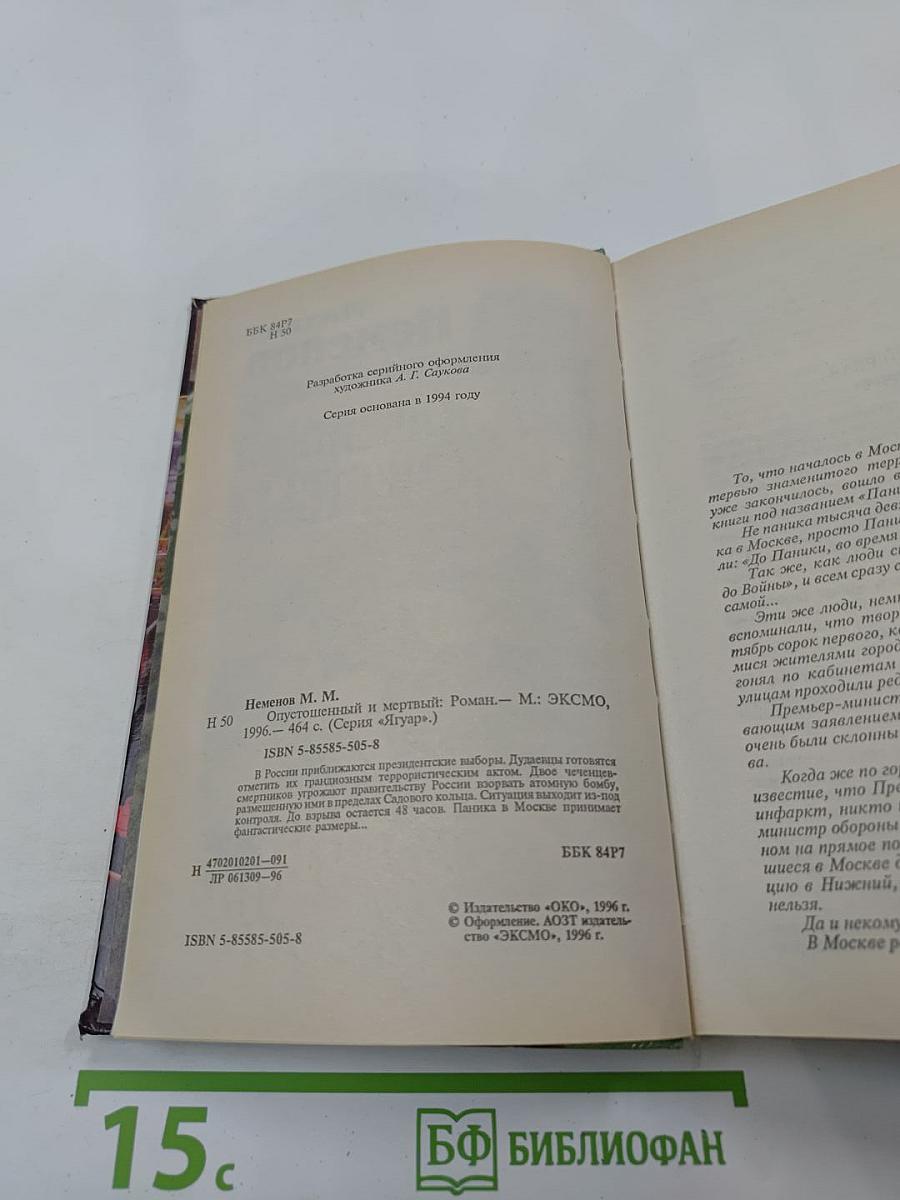 ББК 84Р7
Н 50
Разработка серийного оформления
художника А. Г. Саукова
Серия основана в 1994 году
Неменов М. М.
Н 50
Опустошенный и мертвый: Роман.— М.: ЭКСМО,
1996.— 464 с. (Серия «Ягуар».)
ISBN 5-85585-505-8
В России приближаются президентские выборы. Дудаевцы готовятся
отметить их грандиозным террористическим актом. Двое чеченцев-
смертников угрожают правительству России взорвать атомную бомбу,
размещенную ими в пределах Садового кольца. Ситуация выходит из-под
контроля. До взрыва остается 48 часов. Паника в Москве принимает
фантастические размеры...
Н 4702010201—091
ЛР 061309—96
ББК 84Р7
ISBN 5-85585-505-8
© Издательство «ОКО», 1996 г.
© Оформление. АОЗТ издатель-
ство «ЭКСМО», 1996 г.
То, что началось в Моск
тервью знаменитого терр
уже закончилось, вошло в
книги под названием «Пани
Не паника тысяча дев
ка в Москве, просто Пани
ли: «До Паники, во время
Так же, как люди с
до Войны», и всем сразу с
самой...
Эти же люди, нем
вспоминали, что твор
тябрь сорок первого, к
мися жителями город
гонял по кабинетам
улицам проходили ред
Премьер-минист
вающим заявлением
очень были склонны
ва.
Когда же по гор
известие, что Пре
инфаркт, никто
министр обороны
ном на прямое по
шиеся в Москве
цию в Нижний,
нельзя.
Да и некому
В Москве р
15 с
БФ БИБЛИОФАН